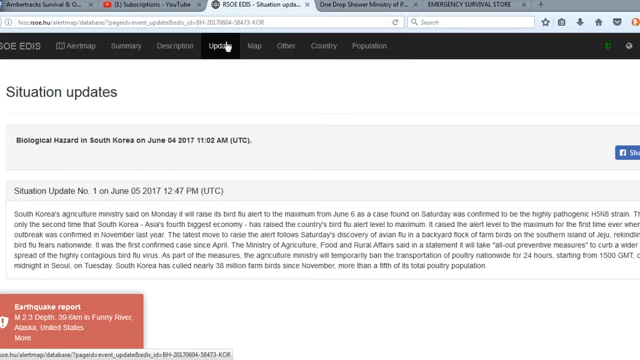 Ambertracks Survival & O...
(1) Subscriptions - YouTube
RSOE EDIS - Situation upda...
One Drop Shower Ministry of P...
EMERGENCY SURVIVAL STORE
hisz.rsoe.hu/alertmap/database/?pageid=event_update&edis_id=BH-20170604-58473-KOR
Search
RSOE EDIS
Alertmap
Summary
Description
Update
Map
Other
Country
Population
Situation updates
Biological Hazard in South Korea on June 04 2017 11:02 AM (UTC).
Sha
Situation Update No. 1 on June 05 2017 12:47 PM (UTC)
South Korea's agriculture ministry said on Monday it will raise its bird flu alert to the maximum from June 6 as a case found on Saturday was confirmed to be the highly pathogenic H5N8 strain. Th
only the second time that South Korea - Asia's fourth biggest economy - has raised the country's bird flu alert to maximum level. It raised the alert level to the maximum for the first time ever when
outbreak was confirmed in November last year. The latest move to raise the alert follows Saturday's discovery of avian flu in a backyard flock of farm birds on the southern island of Jeju, rekindling
bird flu fears nationwide. It was the first confirmed case since April. The Ministry of Agriculture, Food and Rural Affairs said in a statement it will take "all-out preventive measures" to curb a wider
spread of the highly contagious bird flu virus. As part of the measures, the agriculture ministry will temporarily ban the transportation of poultry nationwide for 24 hours, starting from 1500 GMT, o
midnight in Seoul, on Tuesday. South Korea has culled nearly 38 million farm birds since November, more than a fifth of its total poultry population.
Earthquake report
M 2.3 Depth: 39.6km in Funny River,
Alaska, United States
More
rsoe.hu/alertmap/database/?pageid=event_update&edis_id=BH-20170604-58473-KOR